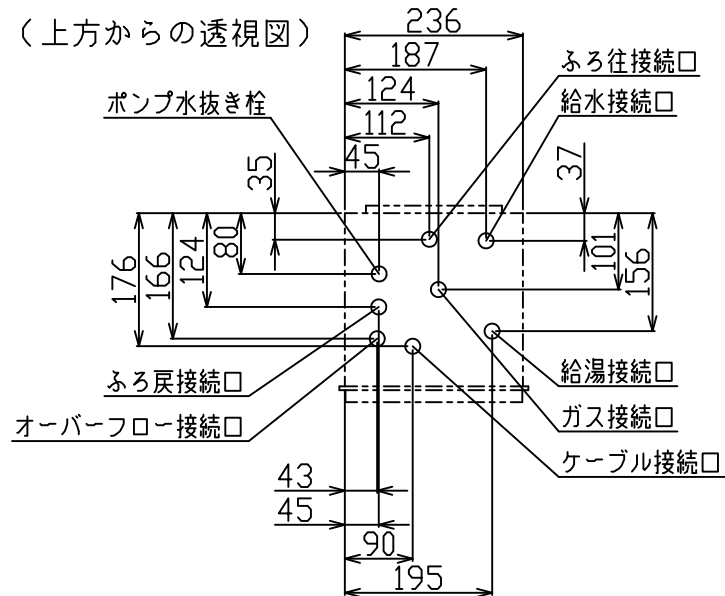 (上方からの透視図)
236
187
124
112
45
ふろ往接続口
給水接続口
ポンプ水抜き栓
35
37
80
124
166
176
101
156
ふろ戻接続口
オーバーフロー接続口
給湯接続口
ガス接続口
ケーブル接続口
43
45
90
195